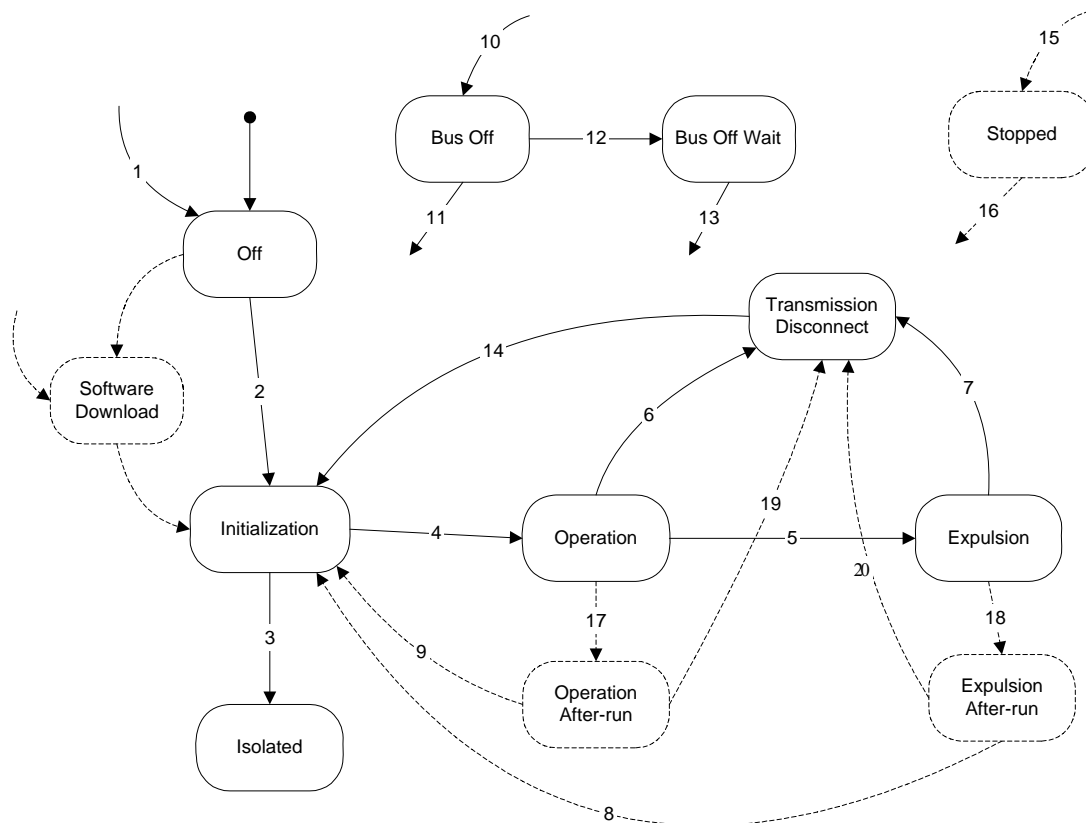 10
15
Bus Off
12
Bus Off Wait
Stopped
1
11
13
16
Off
Transmission
Disconnect
14
Software
Download
2
7
6
19
Initialization
4
Operation
5
Expulsion
20
17
18
3
9
Operation
After-run
Expulsion
After-run
Isolated
8